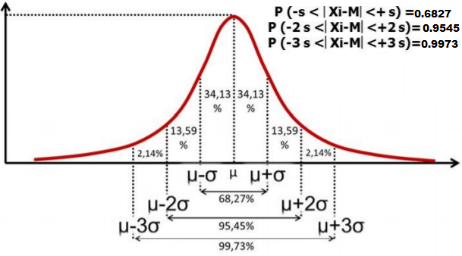 P (-s <| Xi-M| <+ s) =0.6827
P (-2 s <| Xi-M| <+2 s)=0.9545
P (-3 s <| Xi-M| <+3 s)=0.9973
34,13 %
34,13 %
13,59 %
13,59 %
2,14%
2,14%
μ-σ μ μ+σ
68,27%
μ-2σ μ+2σ
95,45%
μ-3σ μ+3σ
99,73%